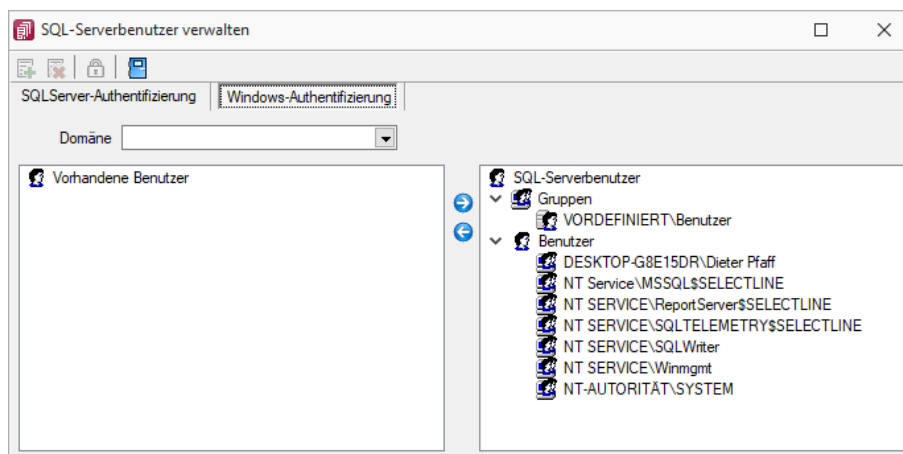 SQL-Serverbenutzer verwalten
SQLServer-Authentifizierung
Windows-Authentifizierung
Domäne
Vorhandene Benutzer
SQL-Serverbenutzer
Gruppen
VORDEFINIERT\Benutzer
Benutzer
DESKTOP-G8E15DR\Dieter Pfaff
NT Service\MSSQL$SELECTLINE
NT SERVICE\ReportServer$SELECTLINE
NT SERVICE\SQLTELEMETRY$SELECTLINE
NT SERVICE\SQLWriter
NT SERVICE\Winmgmt
NT-AUTORITÄT\SYSTEM